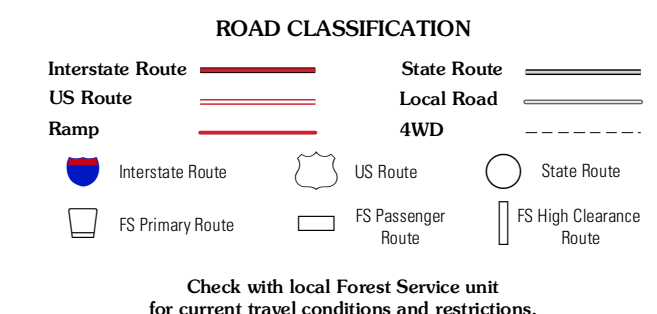 ROAD CLASSIFICATION
Interstate Route
State Route
US Route
Local Road
Ramp
4WD
Interstate Route
US Route
State Route
FS Primary Route
FS Passenger
Route
FS High Clearance
Route
Check with local Forest Service unit
for current travel conditions and restrictions.